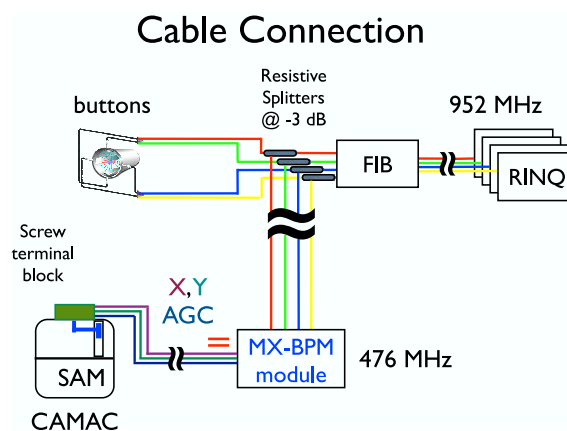 Cable Connection
Resistive
Splitters
@ -3 dB
buttons
952 MHz
FIB
RINQ
Screw
terminal
block
X,Y
AGC
MX-BPM
module
476 MHz
SAM
CAMAC